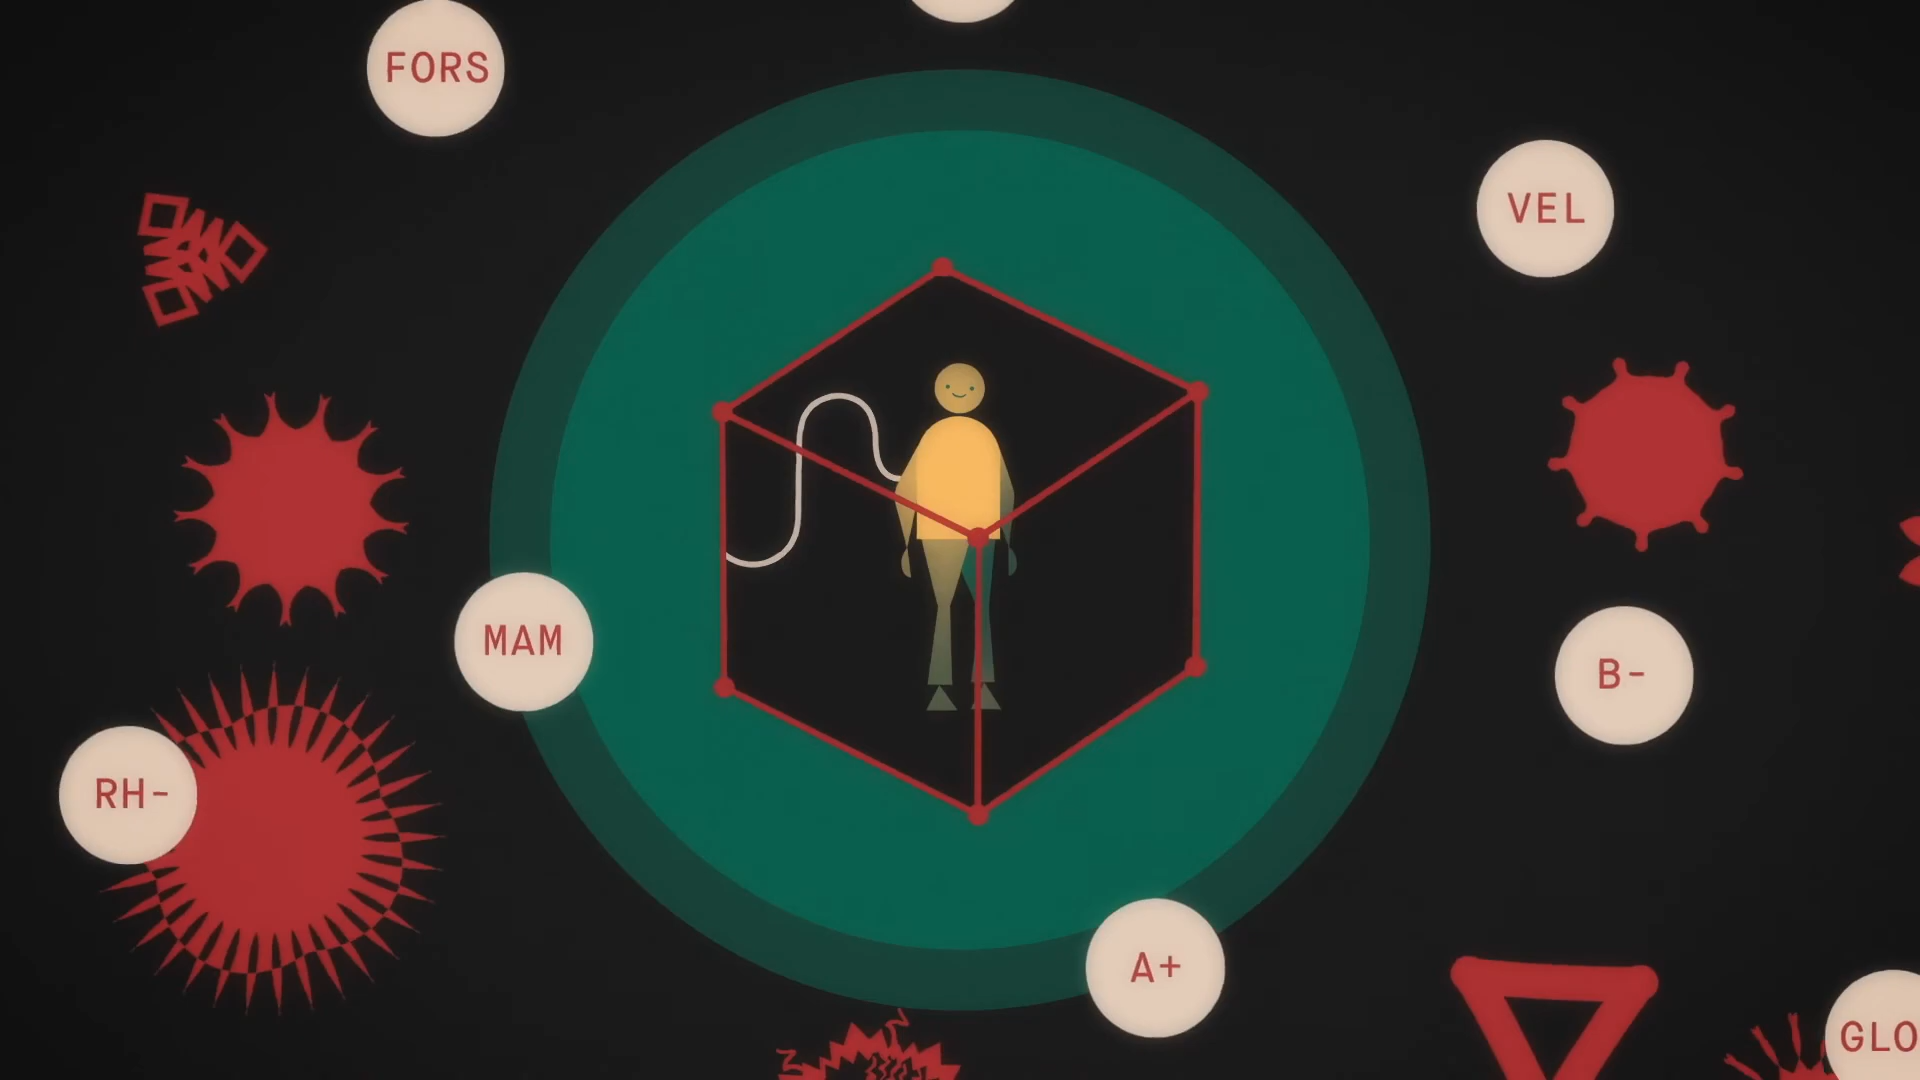 FORS
VEL
MAM
B-
RH-
A+
GLO